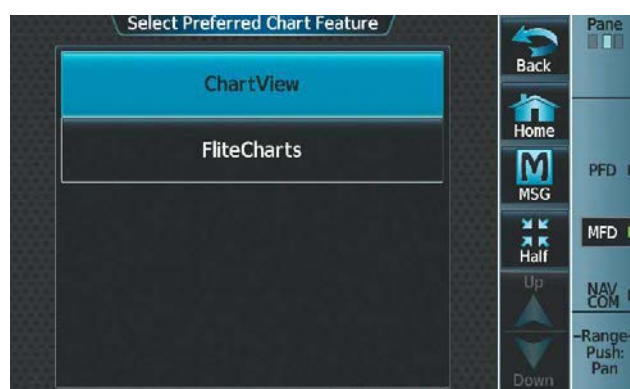 Select Preferred Chart Feature
ChartView
FliteCharts
Back
Home
MSG
Half
Up
Down
Pane
PFD
MFD
NAV
COM
Range
Push:
Pan